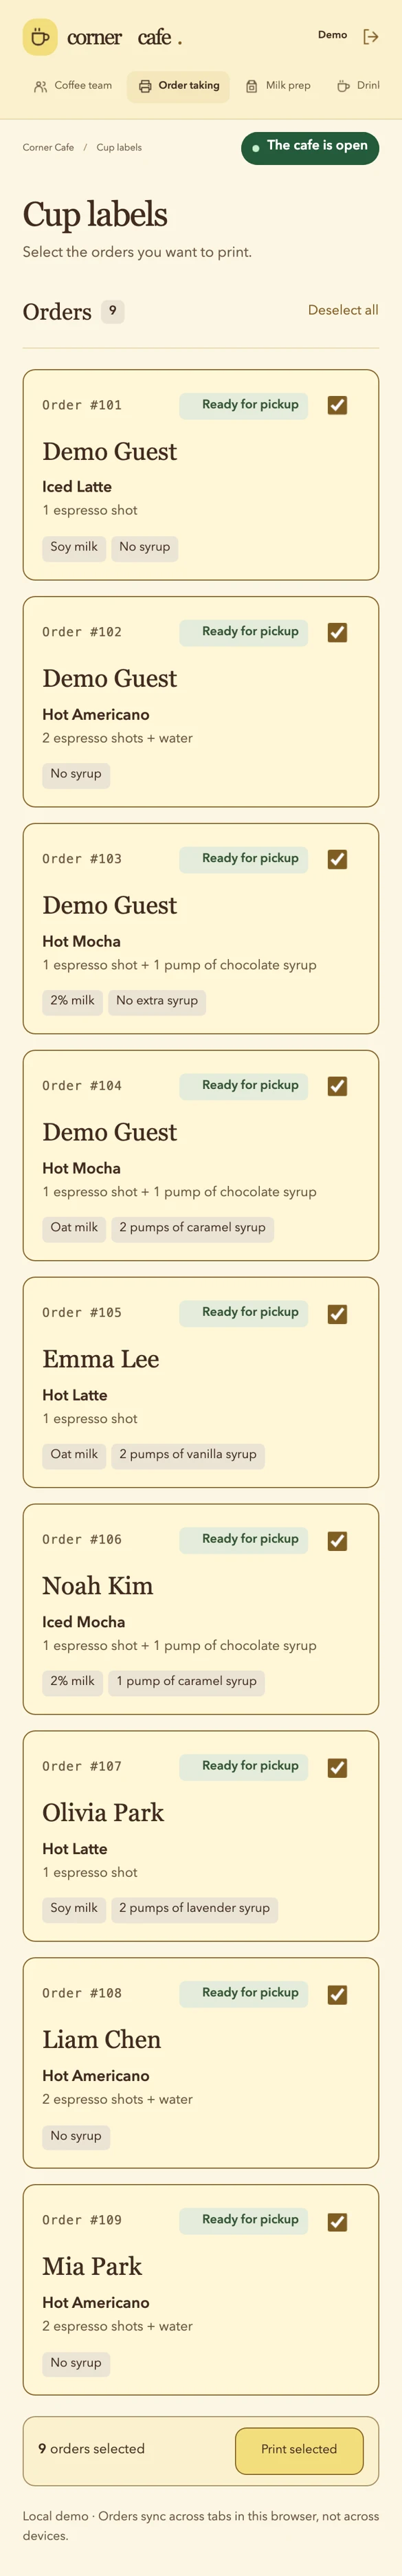 corner cafe .
Demo
Coffee team
Order taking
Milk prep
Drinl
Corner Cafe / Cup labels
The cafe is open
Cup labels
Select the orders you want to print.
Orders 9
Deselect all
Order #101
Ready for pickup
Demo Guest
Iced Latte
1 espresso shot
Soy milk
No syrup
Order #102
Ready for pickup
Demo Guest
Hot Americano
2 espresso shots + water
No syrup
Order #103
Ready for pickup
Demo Guest
Hot Mocha
1 espresso shot + 1 pump of chocolate syrup
2% milk
No extra syrup
Order #104
Ready for pickup
Demo Guest
Hot Mocha
1 espresso shot + 1 pump of chocolate syrup
Oat milk
2 pumps of caramel syrup
Order #105
Ready for pickup
Emma Lee
Hot Latte
1 espresso shot
Oat milk
2 pumps of vanilla syrup
Order #106
Ready for pickup
Noah Kim
Iced Mocha
1 espresso shot + 1 pump of chocolate syrup
2% milk
1 pump of caramel syrup
Order #107
Ready for pickup
Olivia Park
Hot Latte
1 espresso shot
Soy milk
2 pumps of lavender syrup
Order #108
Ready for pickup
Liam Chen
Hot Americano
2 espresso shots + water
No syrup
Order #109
Ready for pickup
Mia Park
Hot Americano
2 espresso shots + water
No syrup
9 orders selected
Print selected
Local demo · Orders sync across tabs in this browser, not across
devices.